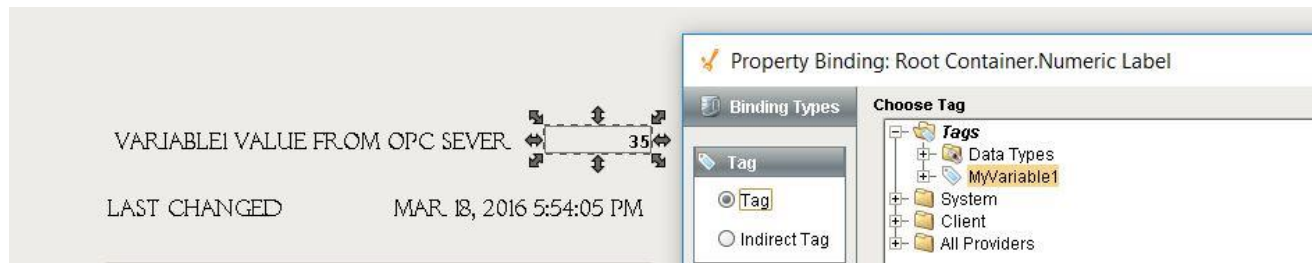 VARIABLE1 VALUE FROM OPC SEVER 35
LAST CHANGED MAR. 18, 2016 5:54:05 PM
Property Binding: Root Container.Numeric Label
Binding Types
Tag
Tag
Indirect Tag
Choose Tag
Tags
Data Types
MyVariable1
System
Client
All Providers